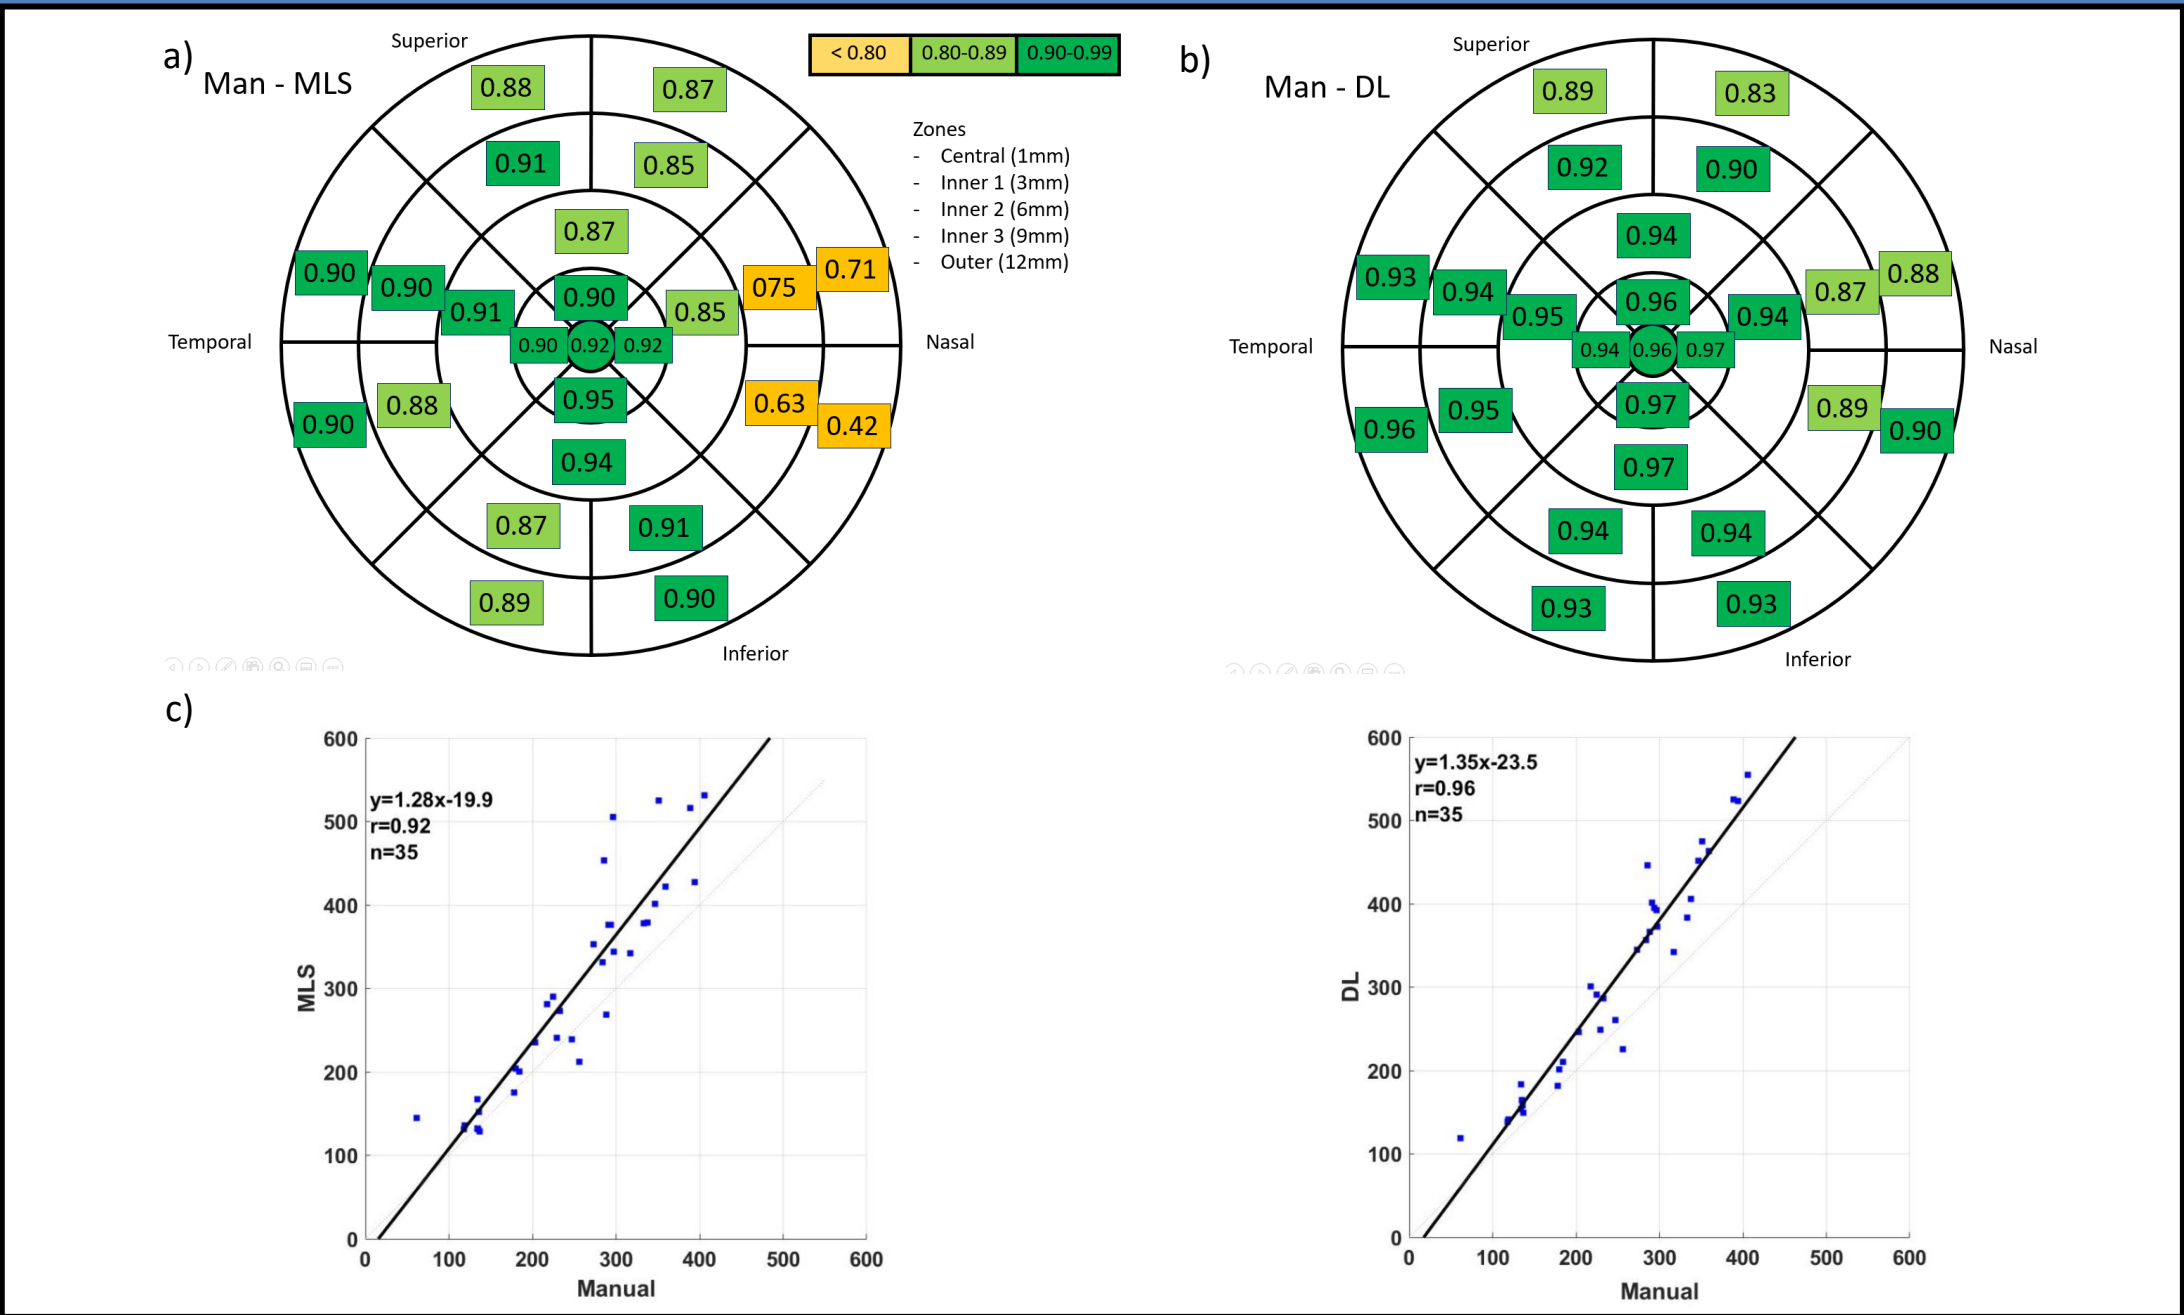 a)
Man - MLS
Superior
0.88
0.87
0.91
0.85
0.87
0.90
0.90
0.91
0.90
0.85
075
0.71
Temporal
0.90
0.92
0.92
Nasal
0.90
0.88
0.95
0.63
0.42
0.94
0.87
0.91
0.89
0.90
Inferior
< 0.80
0.80-0.89
0.90-0.99
Zones
- Central (1mm)
- Inner 1 (3mm)
- Inner 2 (6mm)
- Inner 3 (9mm)
- Outer (12mm)
b)
Man - DL
Superior
0.89
0.83
0.92
0.90
0.94
0.93
0.94
0.95
0.96
0.94
0.87
0.88
Temporal
0.94
0.96
0.97
Nasal
0.96
0.95
0.97
0.89
0.90
0.97
0.94
0.94
0.93
0.93
Inferior
c)
y=1.28x-19.9
r=0.92
n=35
600
500
400
300
200
100
0
MLS
0 100 200 300 400 500 600
Manual
y=1.35x-23.5
r=0.96
n=35
600
500
400
300
200
100
0
DL
0 100 200 300 400 500 600
Manual